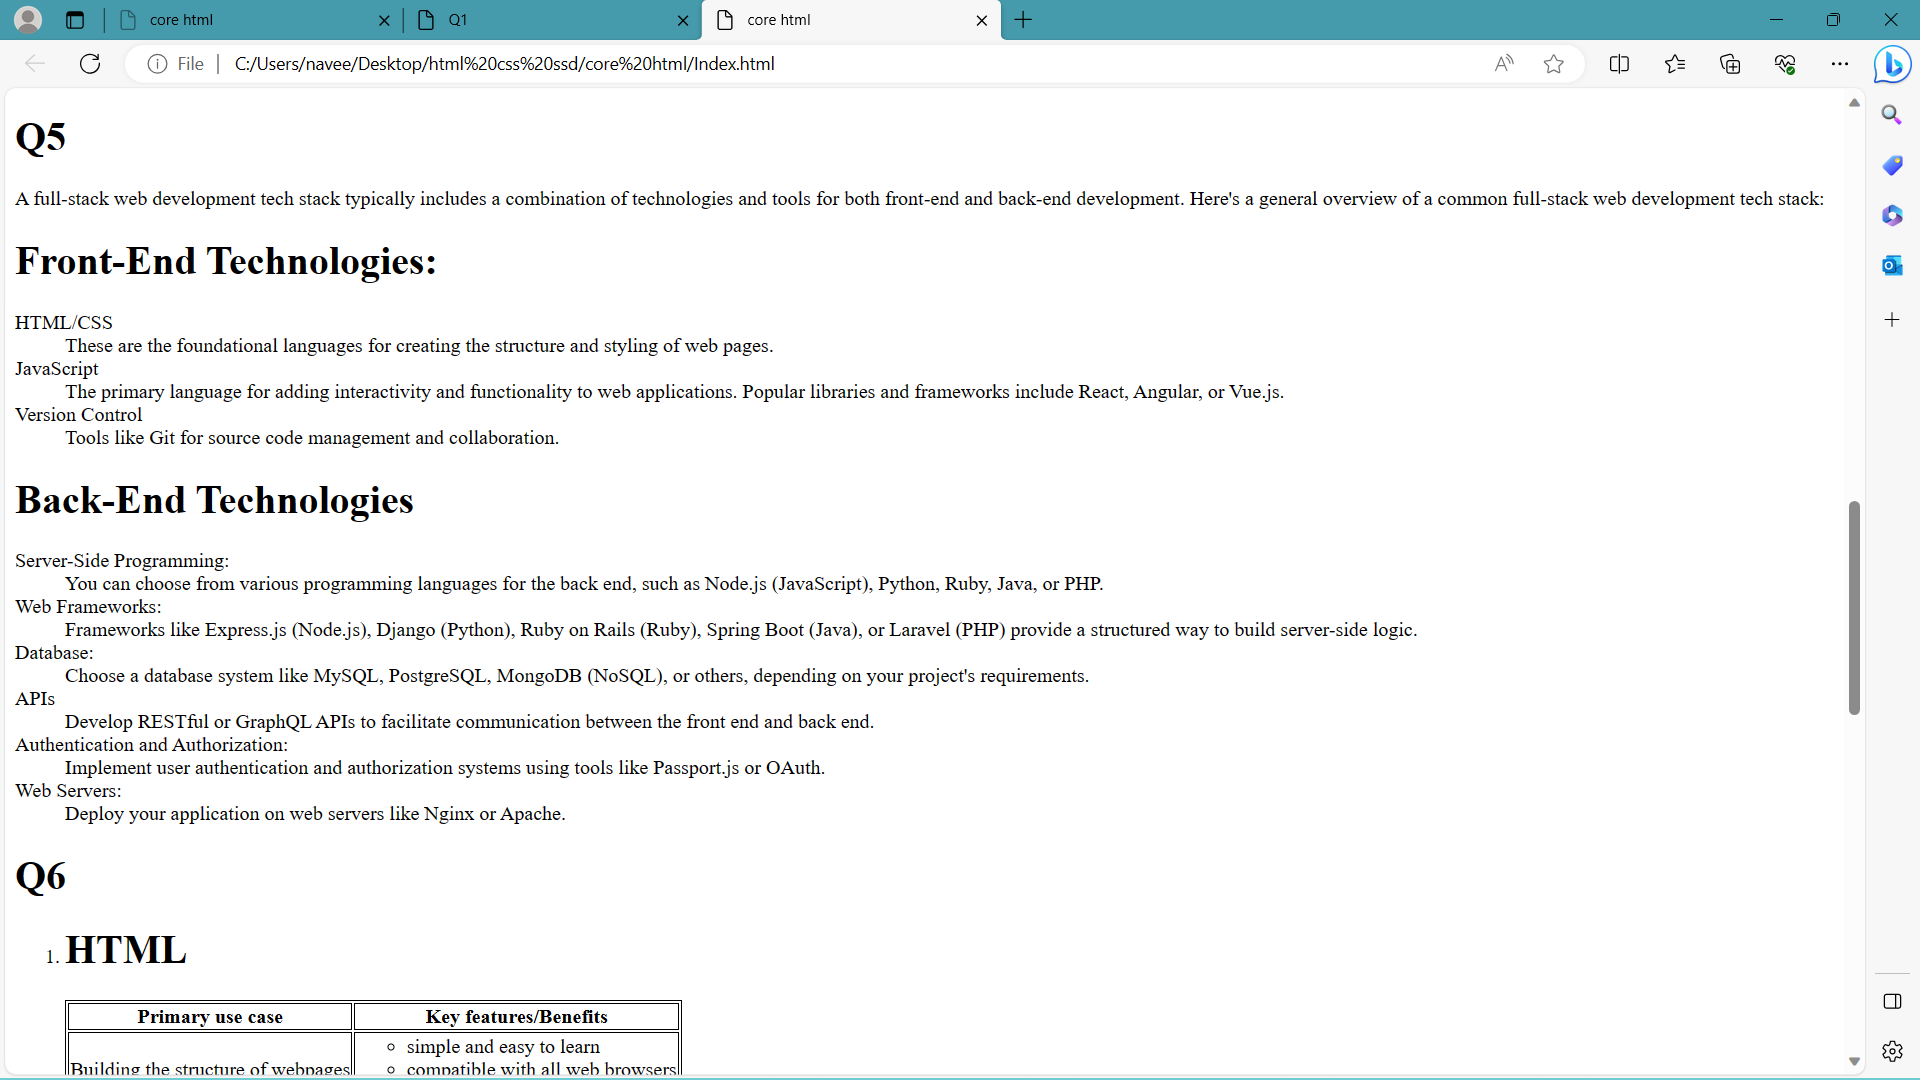 core html
Q1
core html
File
C:/Users/navee/Desktop/html%20css%20ssd/core%20html/Index.html
Q5
A full-stack web development tech stack typically includes a combination of technologies and tools for both front-end and back-end development. Here's a general overview of a common full-stack web development tech stack:
Front-End Technologies:
HTML/CSS
These are the foundational languages for creating the structure and styling of web pages.
JavaScript
The primary language for adding interactivity and functionality to web applications. Popular libraries and frameworks include React, Angular, or Vue.js.
Version Control
Tools like Git for source code management and collaboration.
Back-End Technologies
Server-Side Programming:
You can choose from various programming languages for the back end, such as Node.js (JavaScript), Python, Ruby, Java, or PHP.
Web Frameworks:
Frameworks like Express.js (Node.js), Django (Python), Ruby on Rails (Ruby), Spring Boot (Java), or Laravel (PHP) provide a structured way to build server-side logic.
Database:
Choose a database system like MySQL, PostgreSQL, MongoDB (NoSQL), or others, depending on your project's requirements.
APIs
Develop RESTful or GraphQL APIs to facilitate communication between the front end and back end.
Authentication and Authorization:
Implement user authentication and authorization systems using tools like Passport.js or OAuth.
Web Servers:
Deploy your application on web servers like Nginx or Apache.
Q6
1. HTML
Primary use case Key features/Benefits
simple and easy to learn
Building the structure of webpages compatible with all web browsers